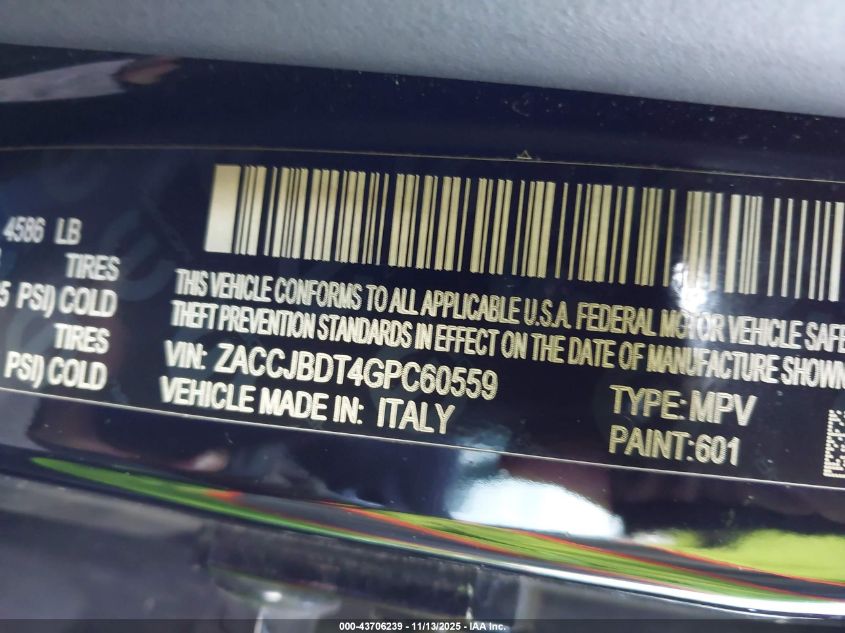 4586 LB
TIRES
5 PSI) COLD
TIRES
PSI) COLD
THIS VEHICLE CONFORMS TO ALL APPLICABLE U.S.A. FEDERAL MOTOR VEHICLE SAFE
THEFT PREVENTION STANDARDS IN EFFECT ON THE DATE OF MANUFACTURE SHOWN
VIN: ZACCJBDT4GPC60559
VEHICLE MADE IN: ITALY
TYPE: MPV
PAINT: 601
000-43706239 - 11/13/2025 - IAA Inc.